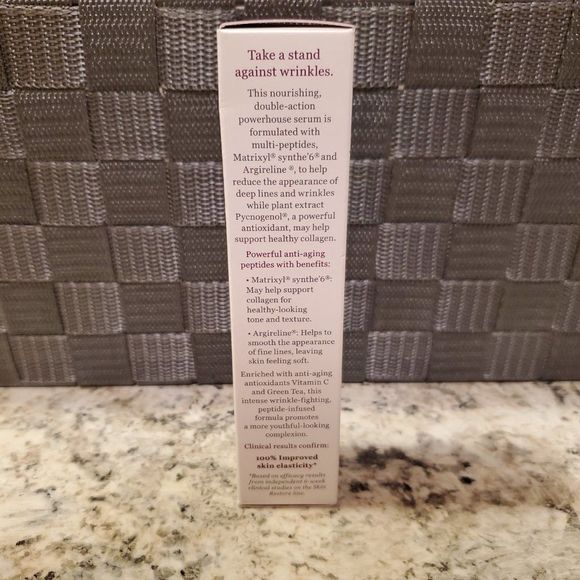 Take a stand
against wrinkles.
This nourishing,
double-action
powerhouse serum is
formulated with
multi-peptides,
Matrixyl® synthe'6® and
Argireline ®, to help
reduce the appearance of
deep lines and wrinkles
while plant extract
Pycnogenol®, a powerful
antioxidant, may help
support healthy collagen.
Powerful anti-aging
peptides with benefits:
• Matrixyl® synthe'6®:
May help support
collagen for
healthy-looking
tone and texture.
• Argireline®: Helps to
smooth the appearance
of fine lines, leaving
skin feeling soft.
Enriched with anti-aging
antioxidants Vitamin C
and Green Tea, this
intense wrinkle-fighting,
peptide-infused
formula promotes
a more youthful-looking
complexion.
Clinical results confirm:
100% Improved
skin elasticity*
*Based on efficacy results
from independent 6-week
clinical studies on the Skin
Restore line.